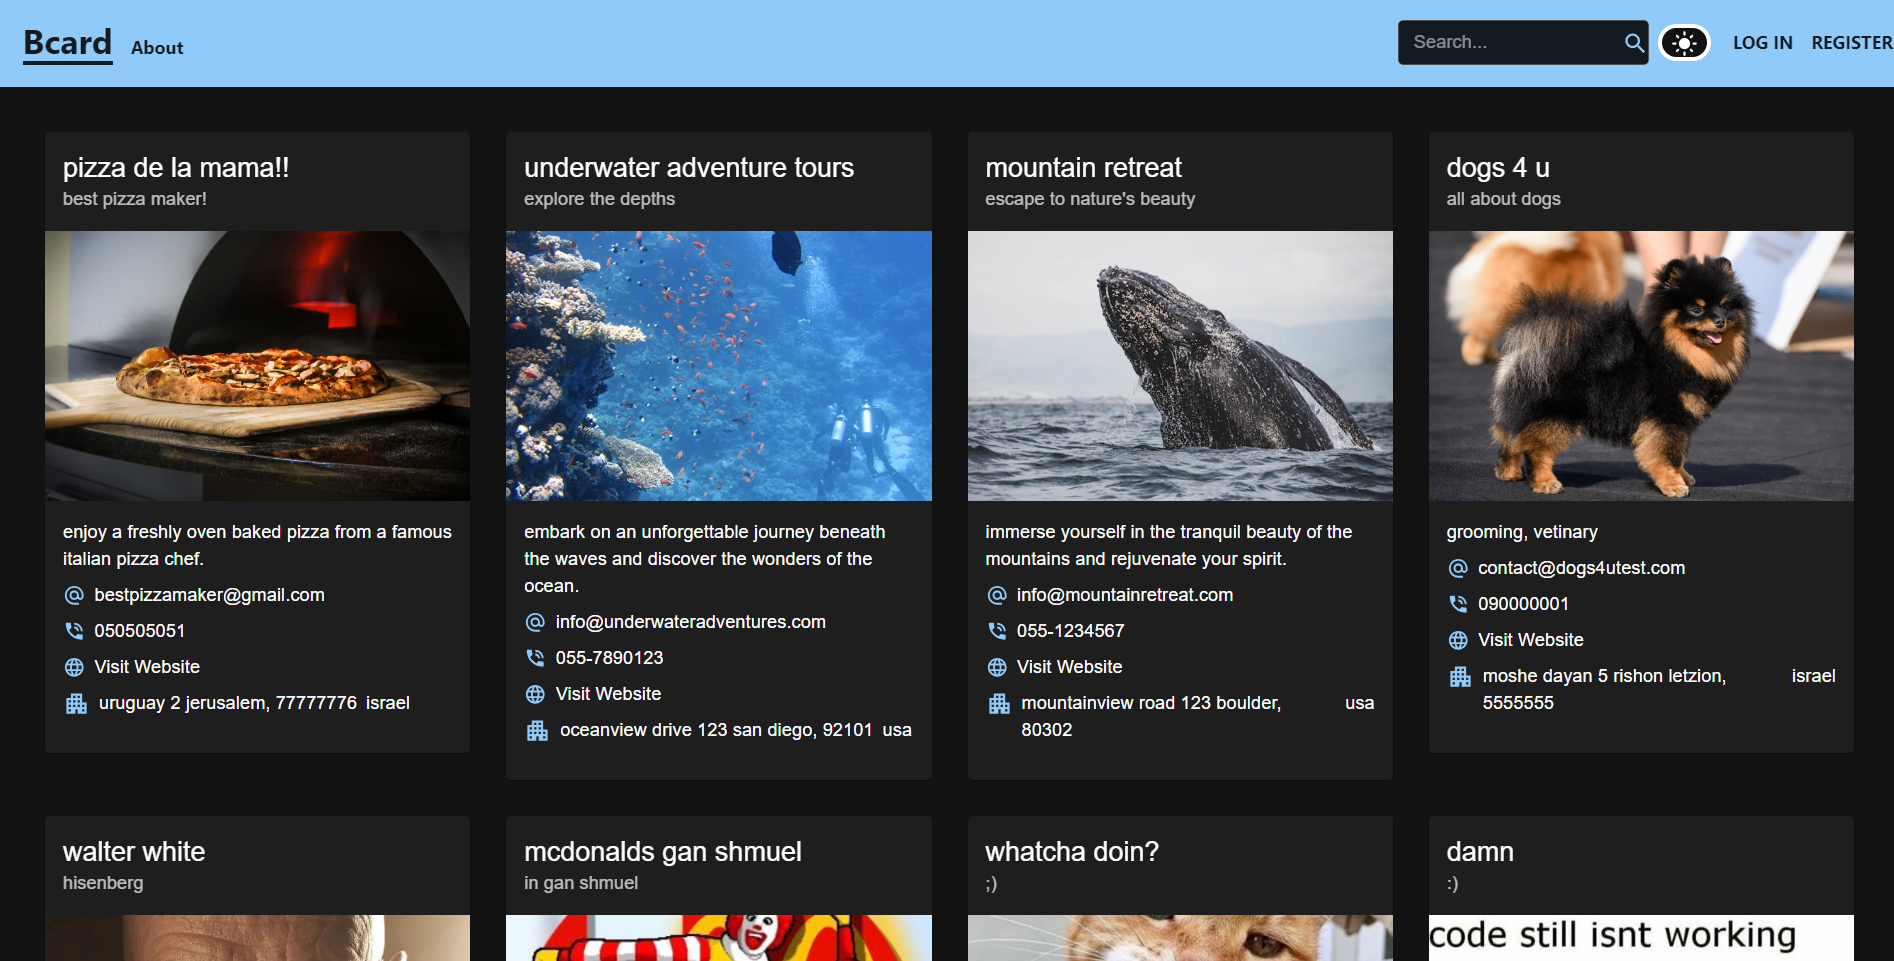 Bcard
About
Search...
LOG IN
REGISTER
pizza de la mama!!
best pizza maker!
enjoy a freshly oven baked pizza from a famous
italian pizza chef.
bestpizzamaker@gmail.com
050505051
Visit Website
uruguay 2 jerusalem, 77777776 israel
underwater adventure tours
explore the depths
embark on an unforgettable journey beneath
the waves and discover the wonders of the
ocean.
info@underwateradventures.com
055-7890123
Visit Website
oceanview drive 123 san diego, 92101 usa
mountain retreat
escape to nature's beauty
immerse yourself in the tranquil beauty of the
mountains and rejuvenate your spirit.
info@mountainretreat.com
055-1234567
Visit Website
mountainview road 123 boulder, usa
80302
dogs 4 u
all about dogs
grooming, vetinary
contact@dogs4utest.com
090000001
Visit Website
moshe dayan 5 rishon letzion, israel
5555555
walter white
hisenberg
mcdonalds gan shmuel
in gan shmuel
whatcha doin?
;)
damn
:)
code still isnt working